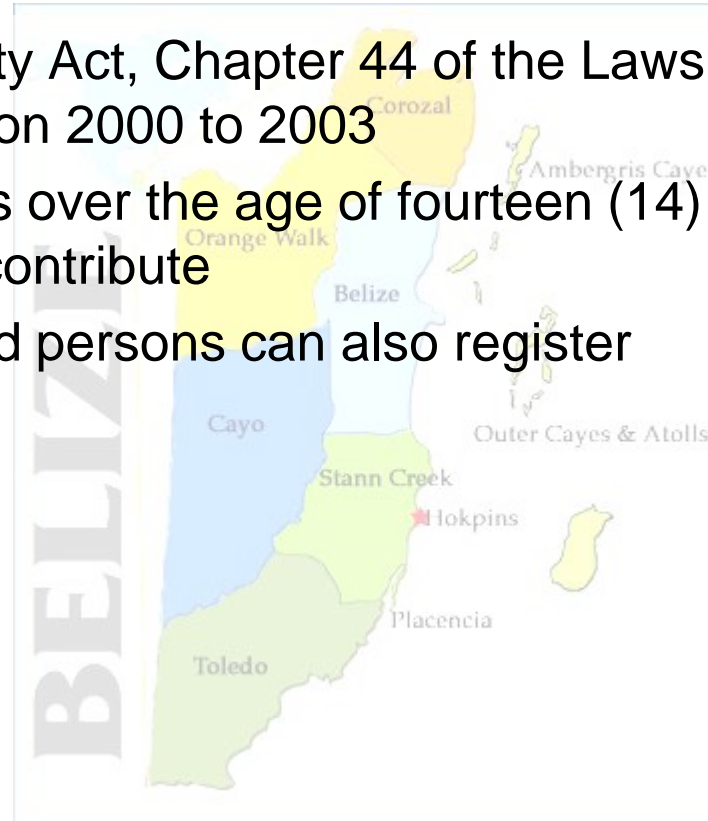 ty Act, Chapter 44 of the Laws
on 2000 to 2003
s over the age of fourteen (14)
contribute
d persons can also register
Corozal
Ambergris Caye
Orange Walk
Belize
Cayo
Outer Cayes & Atolls
Stann Creek
Hokpins
Placencia
Toledo
BELIZE